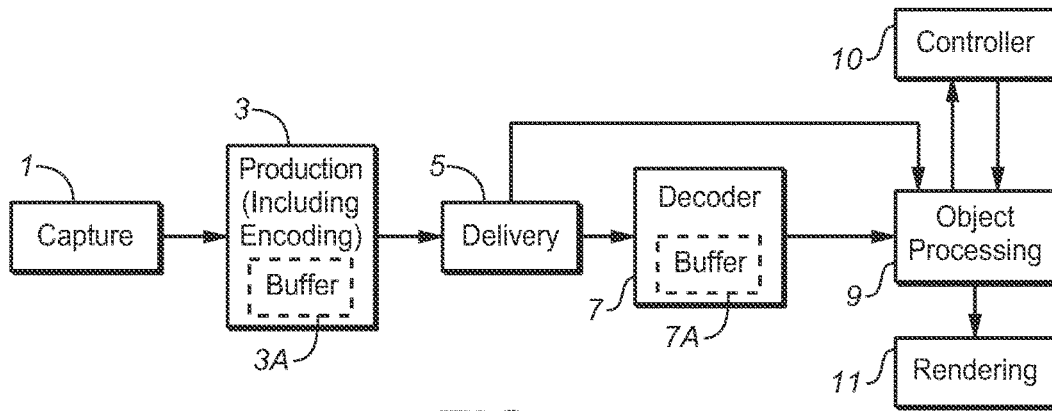 10
Controller
3
Production
(Including
Encoding)
Buffer
3A
1
Capture
5
Delivery
Decoder
Buffer
7
7A
Object
Processing
9
11
Rendering